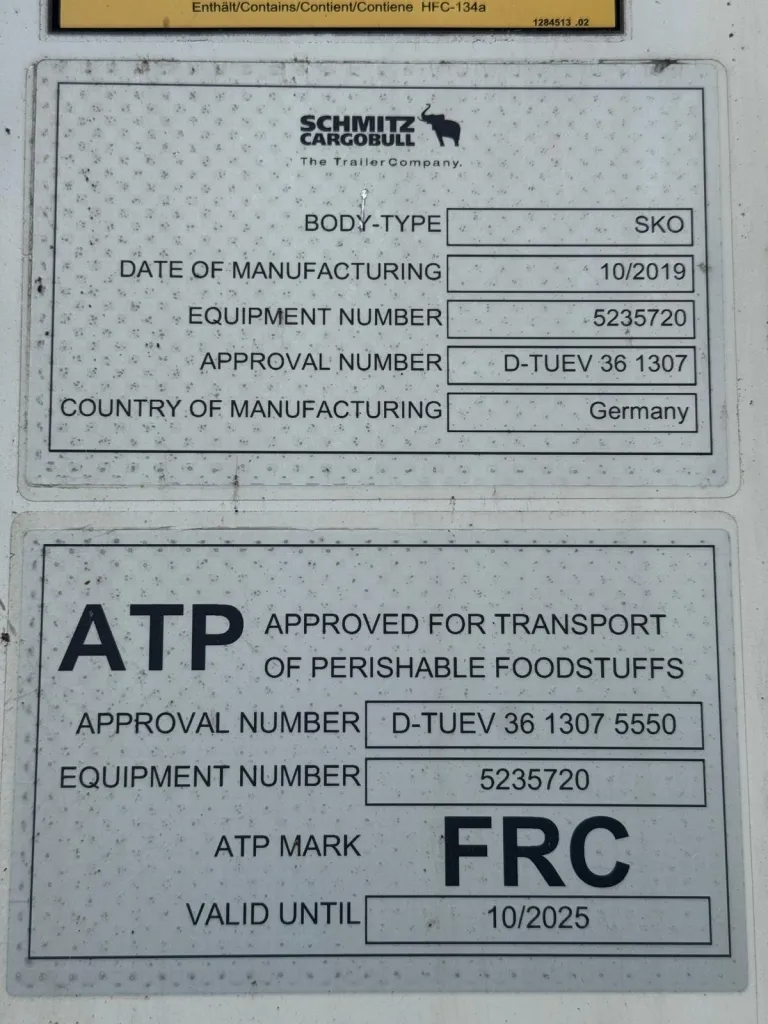 Enthält/Contains/Contient/Contiene HFC-134a
1284513 .02
SCHMITZ
CARGOBULL
The Trailer Company.
BODY-TYPE SKO
DATE OF MANUFACTURING 10/2019
EQUIPMENT NUMBER 5235720
APPROVAL NUMBER D-TUEV 36 1307
COUNTRY OF MANUFACTURING Germany
ATP APPROVED FOR TRANSPORT
OF PERISHABLE FOODSTUFFS
APPROVAL NUMBER D-TUEV 36 1307 5550
EQUIPMENT NUMBER 5235720
ATP MARK FRC
VALID UNTIL 10/2025